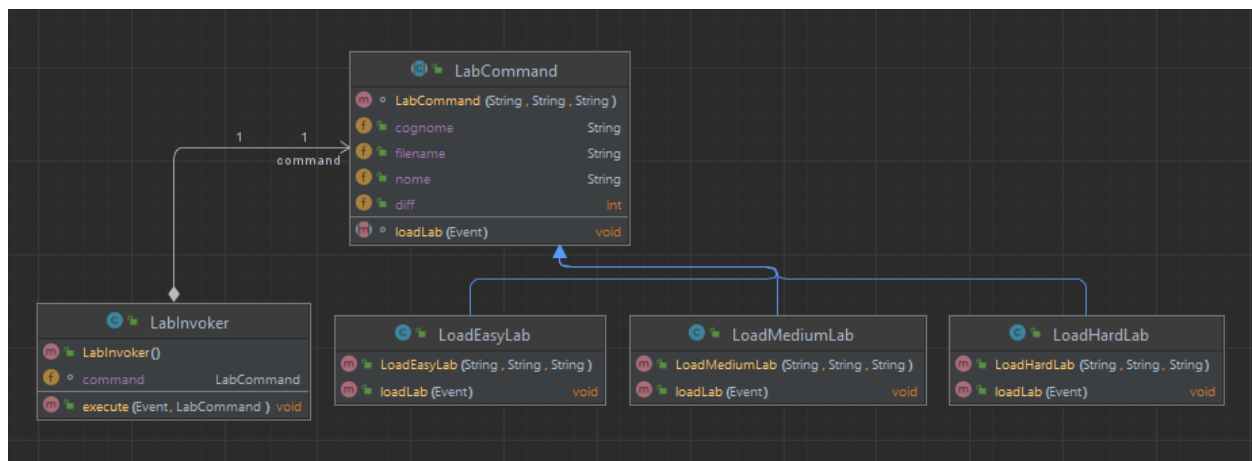 LabCommand
LabCommand (String, String, String)
cognome String
filename String
nome String
diff int
loadLab (Event) void
1 1
command
LabInvoker
LabInvoker()
command LabCommand
execute (Event, LabCommand) void
LoadEasyLab
LoadEasyLab (String, String, String)
loadLab (Event) void
LoadMediumLab
LoadMediumLab (String, String, String)
loadLab (Event) void
LoadHardLab
LoadHardLab (String, String, String)
loadLab (Event) void